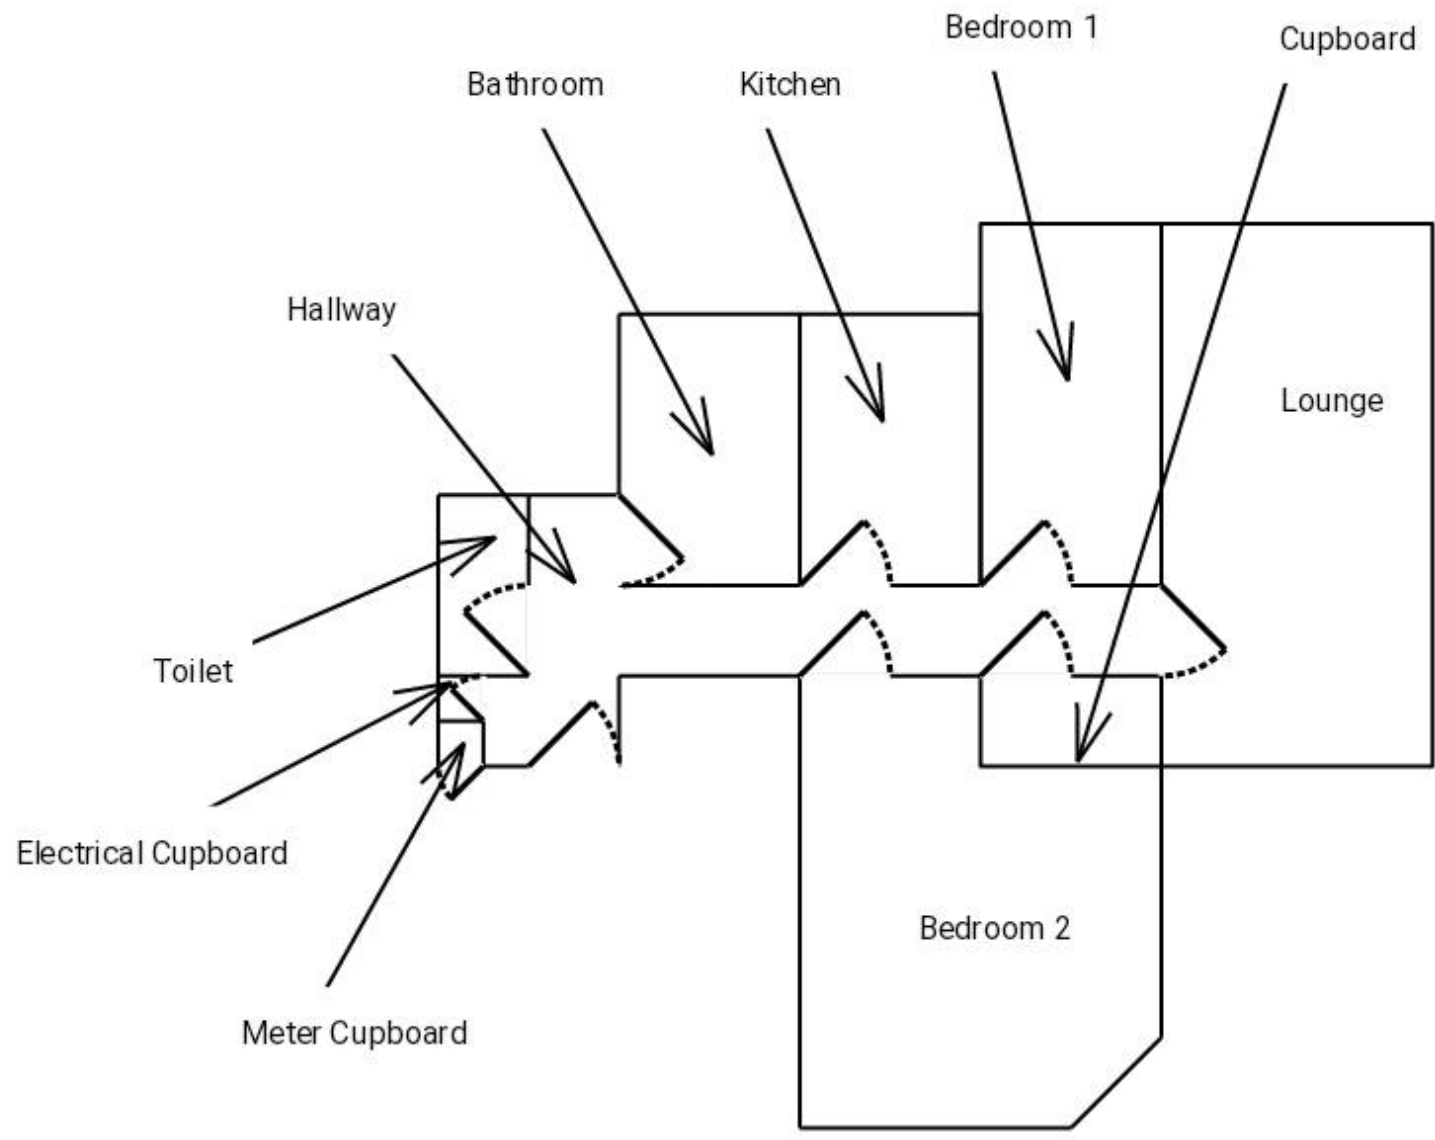 Bedroom 1
Cupboard
Bathroom
Kitchen
Hallway
Lounge
Toilet
Electrical Cupboard
Bedroom 2
Meter Cupboard